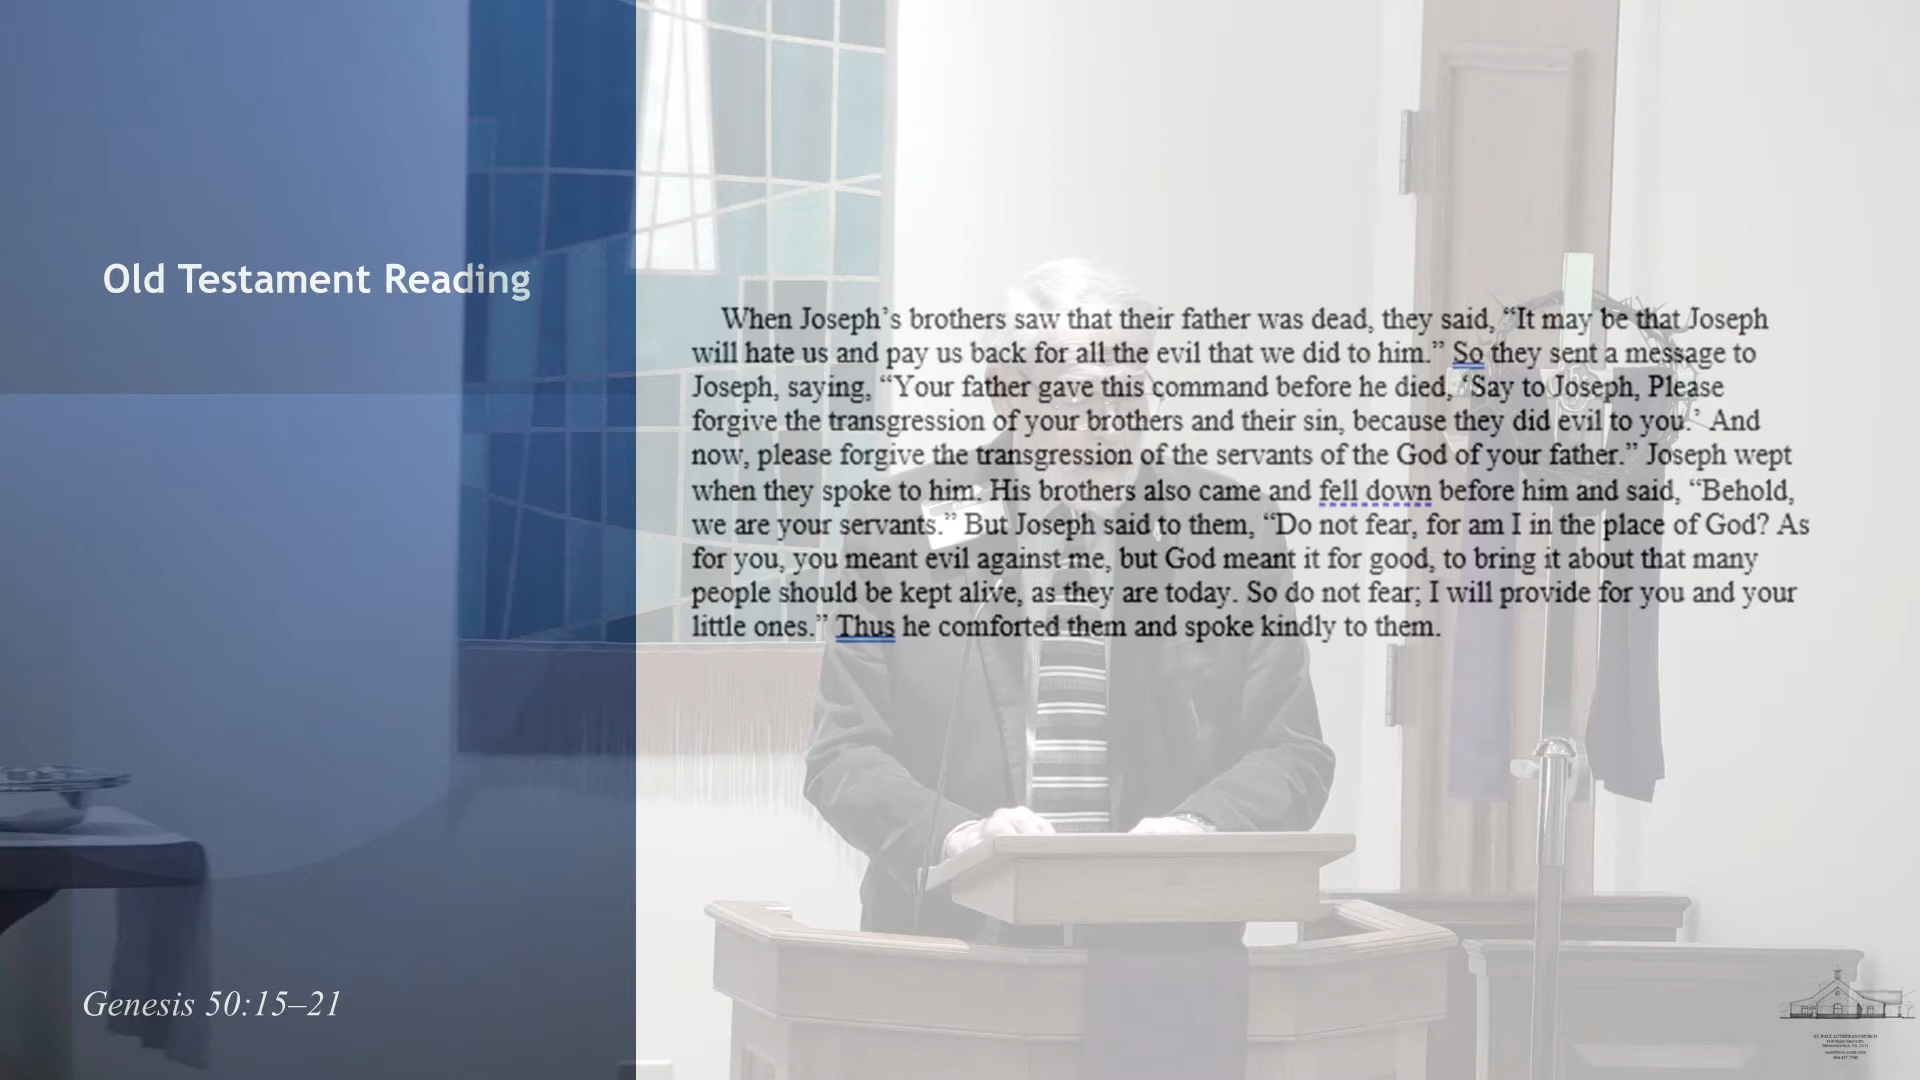 Old Testament Reading
When Joseph’s brothers saw that their father was dead, they said, “It may be that Joseph
will hate us and pay us back for all the evil that we did to him.” So they sent a message to
Joseph, saying, “Your father gave this command before he died, ‘Say to Joseph, Please
forgive the transgression of your brothers and their sin, because they did evil to you.’ And
now, please forgive the transgression of the servants of the God of your father.” Joseph wept
when they spoke to him. His brothers also came and fell down before him and said, “Behold,
we are your servants.” But Joseph said to them, “Do not fear, for am I in the place of God? As
for you, you meant evil against me, but God meant it for good, to bring it about that many
people should be kept alive, as they are today. So do not fear; I will provide for you and your
little ones.” Thus he comforted them and spoke kindly to them.
Genesis 50:15–21
ST. PAUL LUTHERAN CHURCH